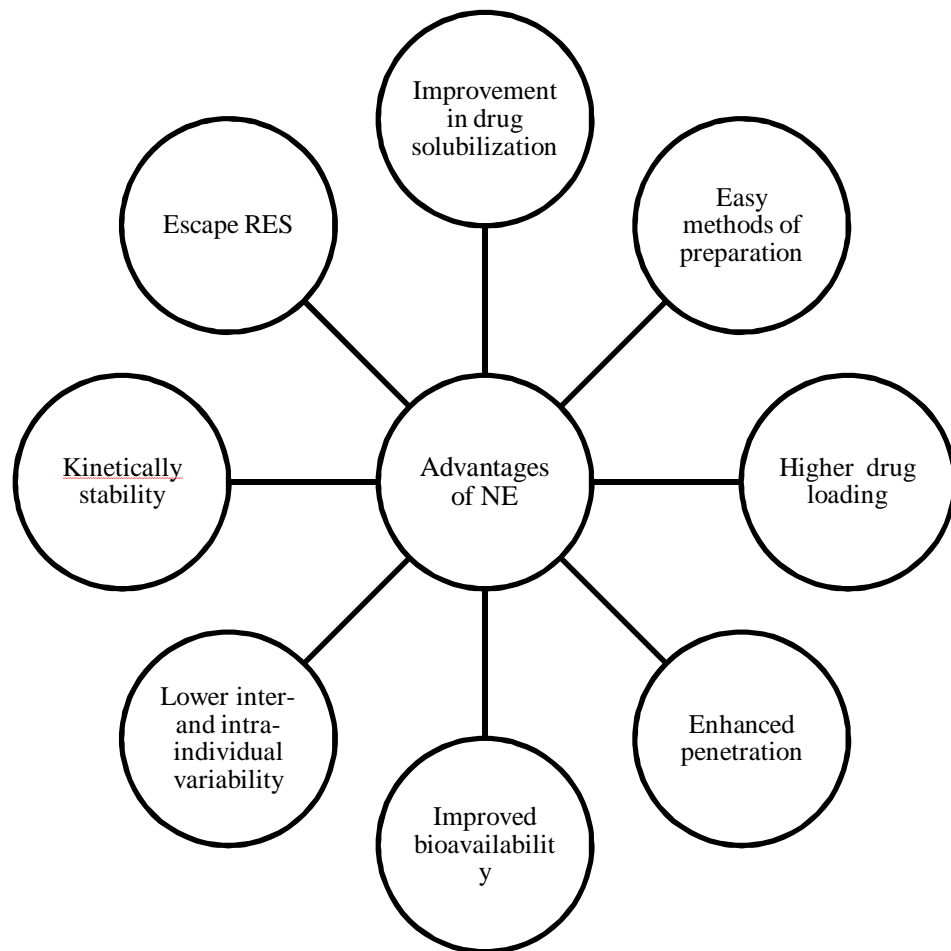 Improvement
in drug
solubilization
Easy
methods of
preparation
Escape RES
Kinetically
stability
Advantages
of NE
Higher drug
loading
Lower inter-
and intra-
individual
variability
Enhanced
penetration
Improved
bioavailabilit
y